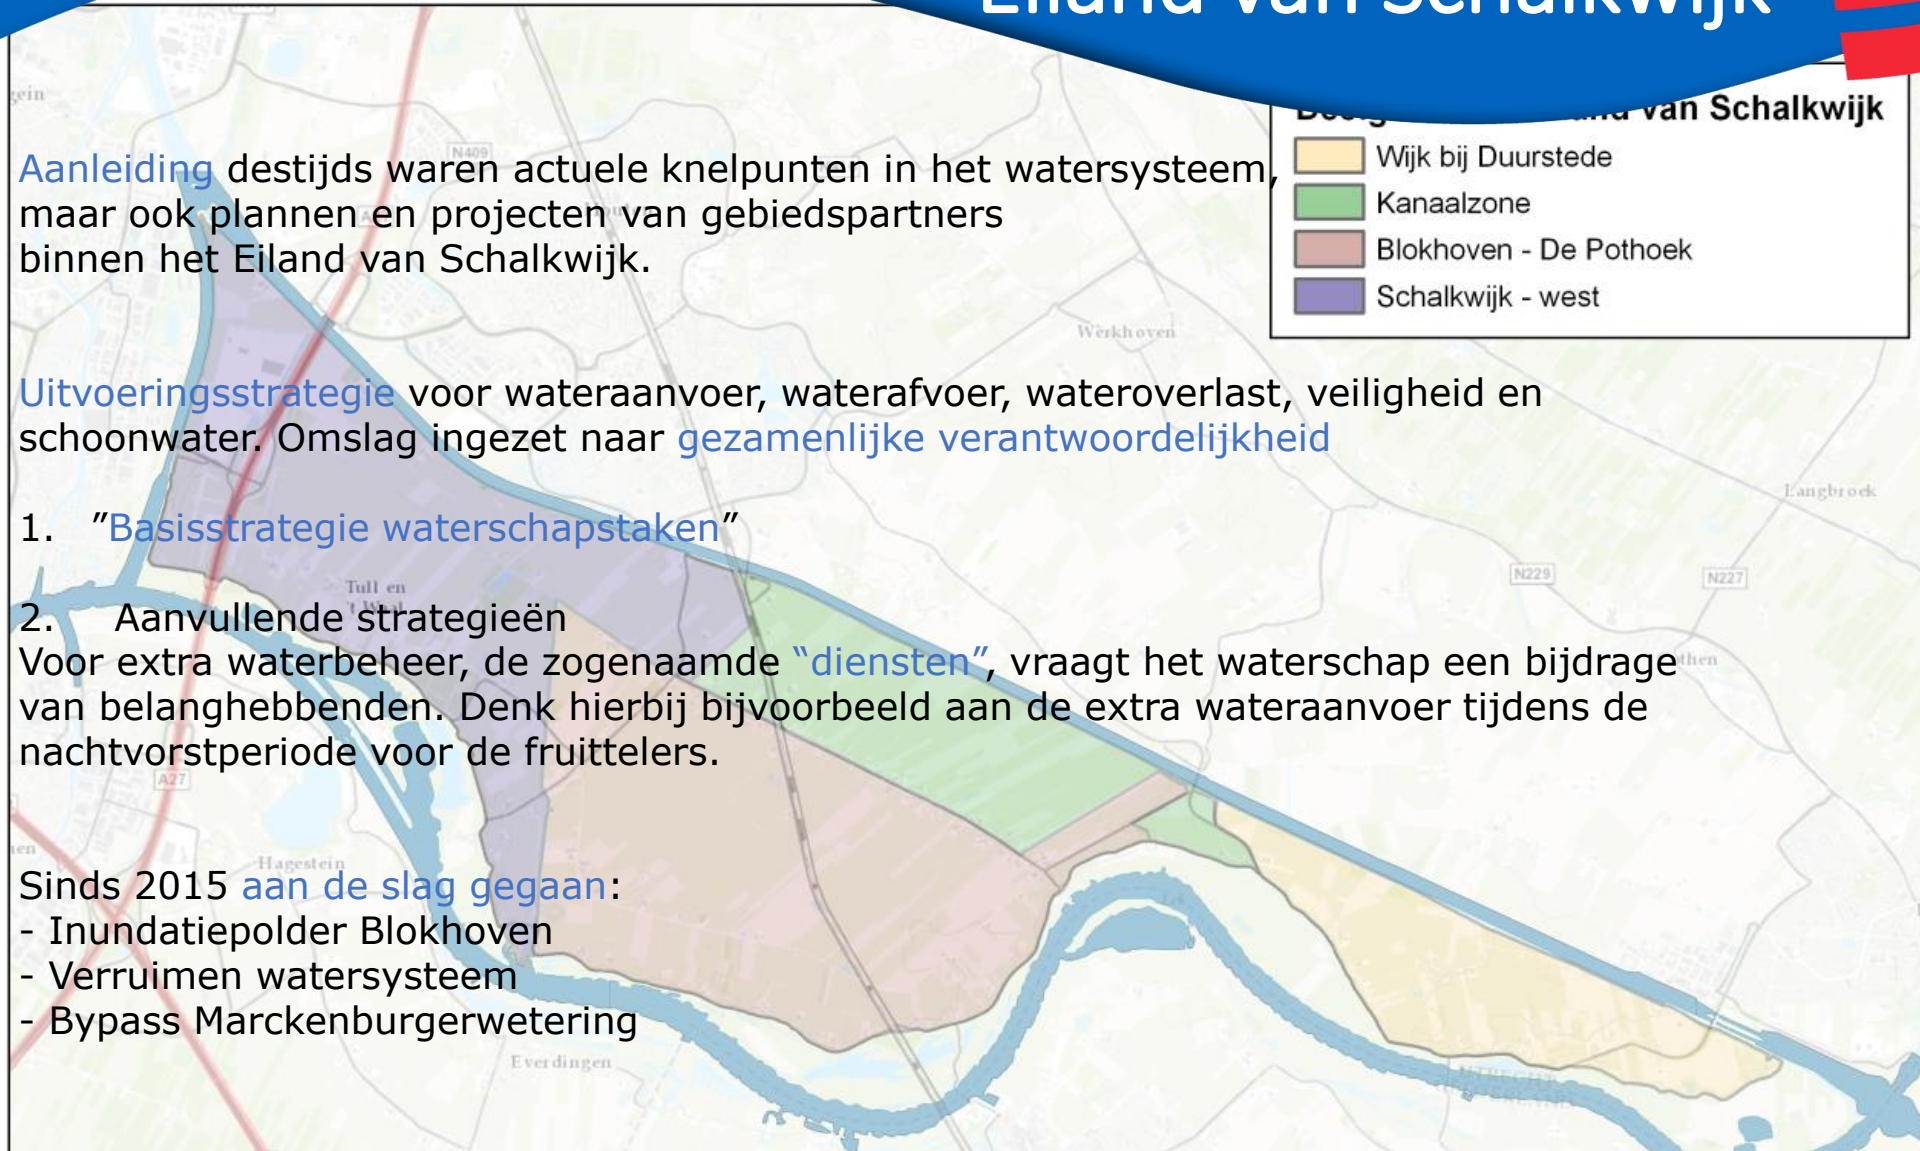 Eiland van Schalkwijk
van Schalkwijk
Wijk bij Duurstede
Kanaalzone
Blokhoven - De Pothoek
Schalkwijk - west
Aanleiding destijds waren actuele knelpunten in het watersysteem,
maar ook plannen en projecten van gebiedspartners
binnen het Eiland van Schalkwijk.
Uitvoeringsstrategie voor wateraanvoer, waterafvoer, wateroverlast, veiligheid en
schoonwater. Omslag ingezet naar gezamenlijke verantwoordelijkheid
1. ”Basisstrategie waterschapstaken”
2. Aanvullende strategieën
Voor extra waterbeheer, de zogenaamde “diensten”, vraagt het waterschap een bijdrage
van belanghebbenden. Denk hierbij bijvoorbeeld aan de extra wateraanvoer tijdens de
nachtvorstperiode voor de fruittelers.
Sinds 2015 aan de slag gegaan:
- Inundatiepolder Blokhoven
- Verruimen watersysteem
- Bypass Marckenburgerwetering
N409
Werkhoven
Langbroek
N229
N227
Tull en
't Waal
A27
Hagestein
Everdingen